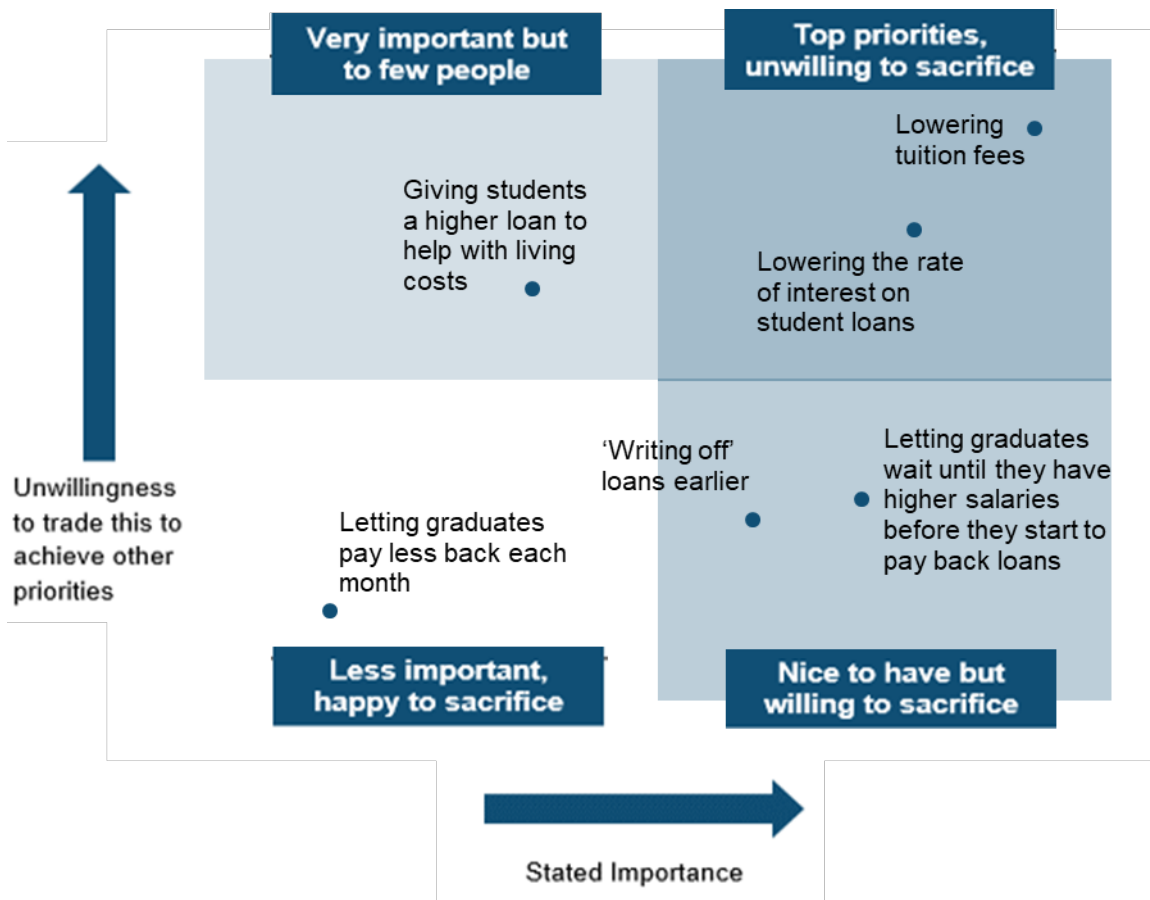 Very important but
to few people
Top priorities,
unwilling to sacrifice
Lowering
tuition fees
Giving students
a higher loan to
help with living
costs
Lowering the rate
of interest on
student loans
Unwillingness
to trade this to
achieve other
priorities
‘Writing off’
loans earlier
Letting graduates
wait until they have
higher salaries
before they start to
pay back loans
Letting graduates
pay less back each
month
Less important,
happy to sacrifice
Nice to have but
willing to sacrifice
Stated Importance